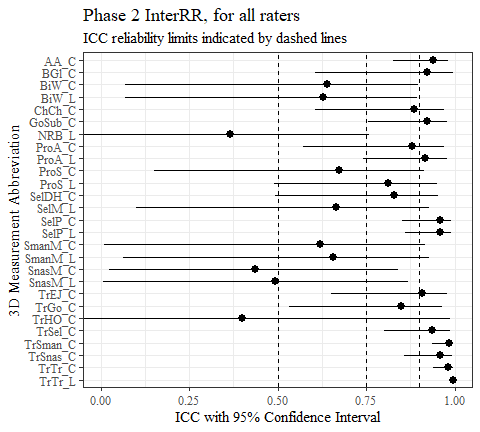 Phase 2 InterRR, for all raters
ICC reliability limits indicated by dashed lines
3D Measurement Abbreviation
AA_C
BGl_C
BiW_C
BiW_L
ChCh_C
GoSub_C
NRB_L
ProA_C
ProA_L
ProS_C
ProS_L
SelDH_C
SelM_L
SelP_C
SelP_L
SmanM_C
SmanM_L
SnasM_C
SnasM_L
TrEJ_C
TrGo_C
TrHO_C
TrSel_C
TrSman_C
TrSnas_C
TrTr_C
TrTr_L
0.00 0.25 0.50 0.75 1.00
ICC with 95% Confidence Interval